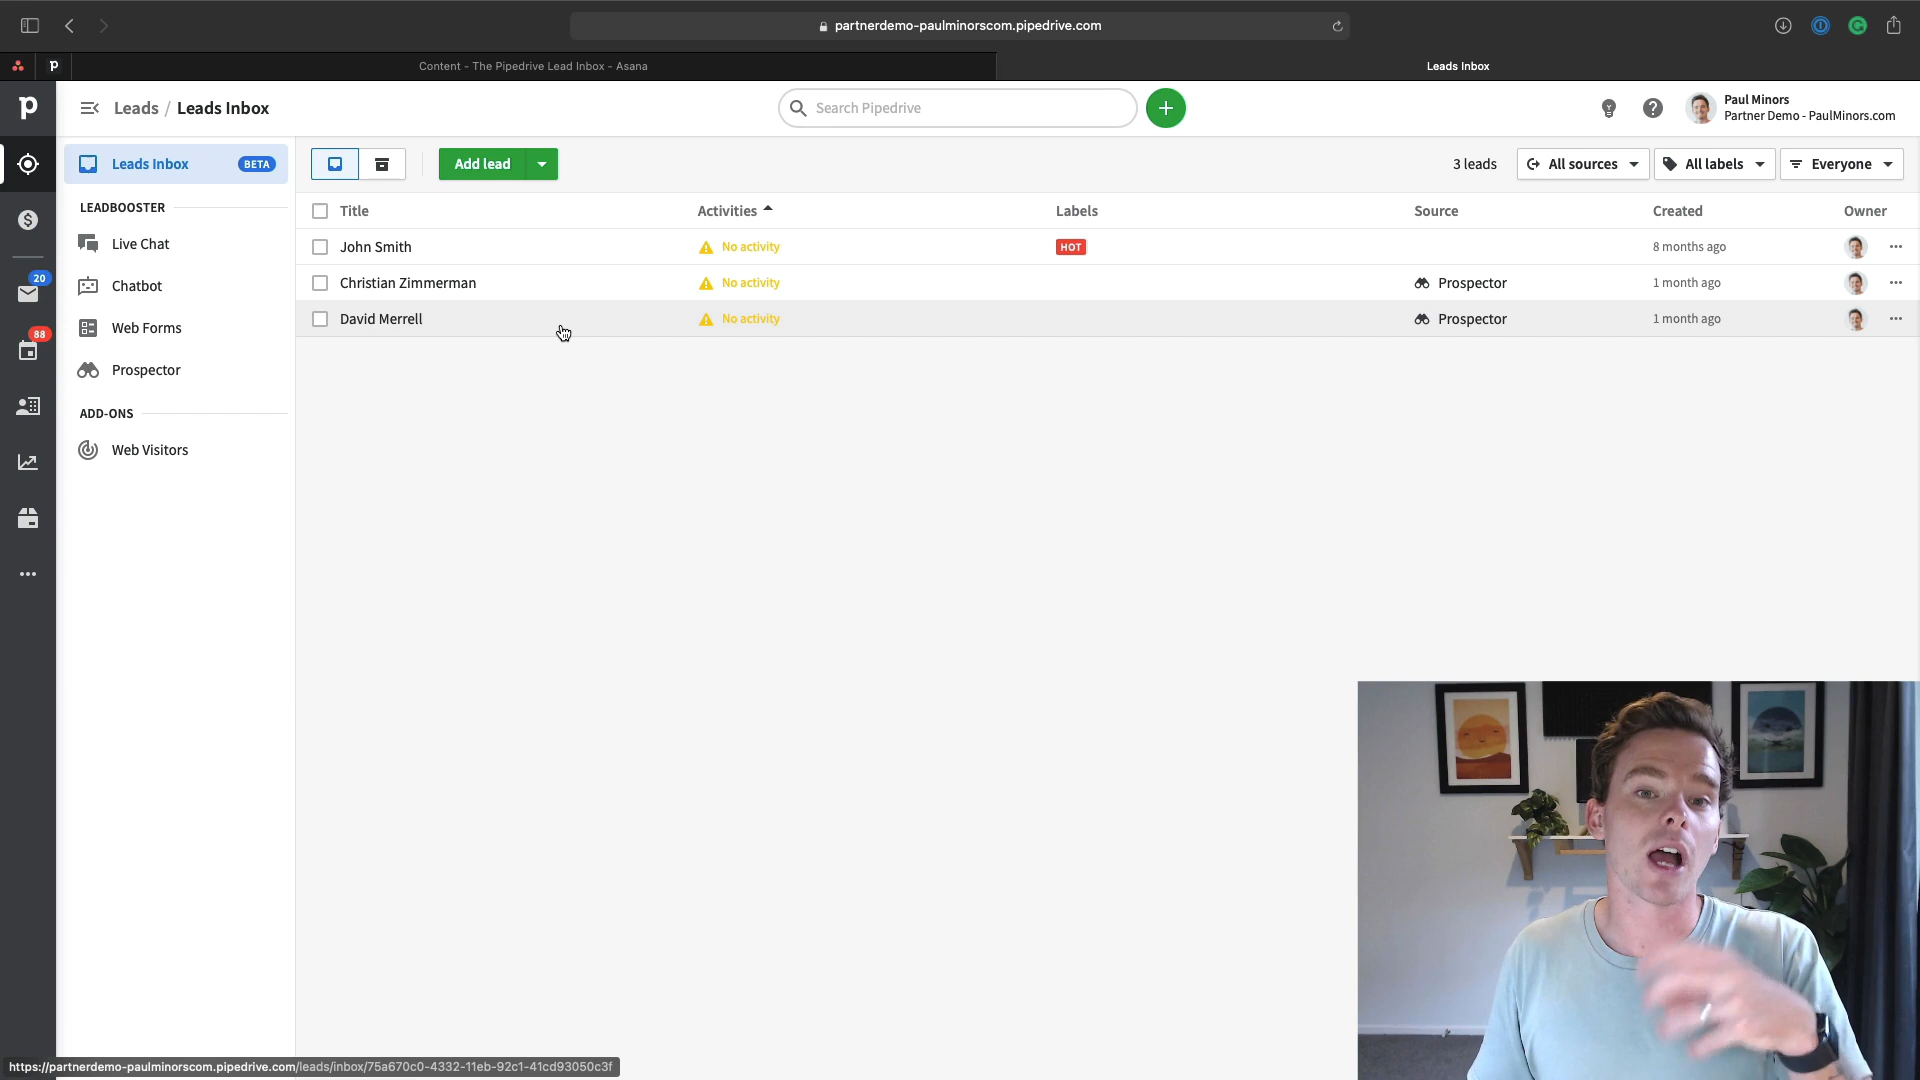 partnerdemo-paulminorscom.pipedrive.com
Content - The Pipedrive Lead Inbox - Asana
Leads Inbox
Leads / Leads Inbox
Search Pipedrive
Paul Minors
Partner Demo - PaulMinors.com
Leads Inbox BETA
LEADBOOSTER
Live Chat
Chatbot
Web Forms
Prospector
ADD-ONS
Web Visitors
20
88
Add lead
3 leads
All sources
All labels
Everyone
Title Activities Labels Source Created Owner
John Smith No activity HOT 8 months ago
Christian Zimmerman No activity Prospector 1 month ago
David Merrell No activity Prospector 1 month ago
https://partnerdemo-paulminorscom.pipedrive.com/leads/inbox/75a670c0-4332-11eb-92c1-41cd93050c3f